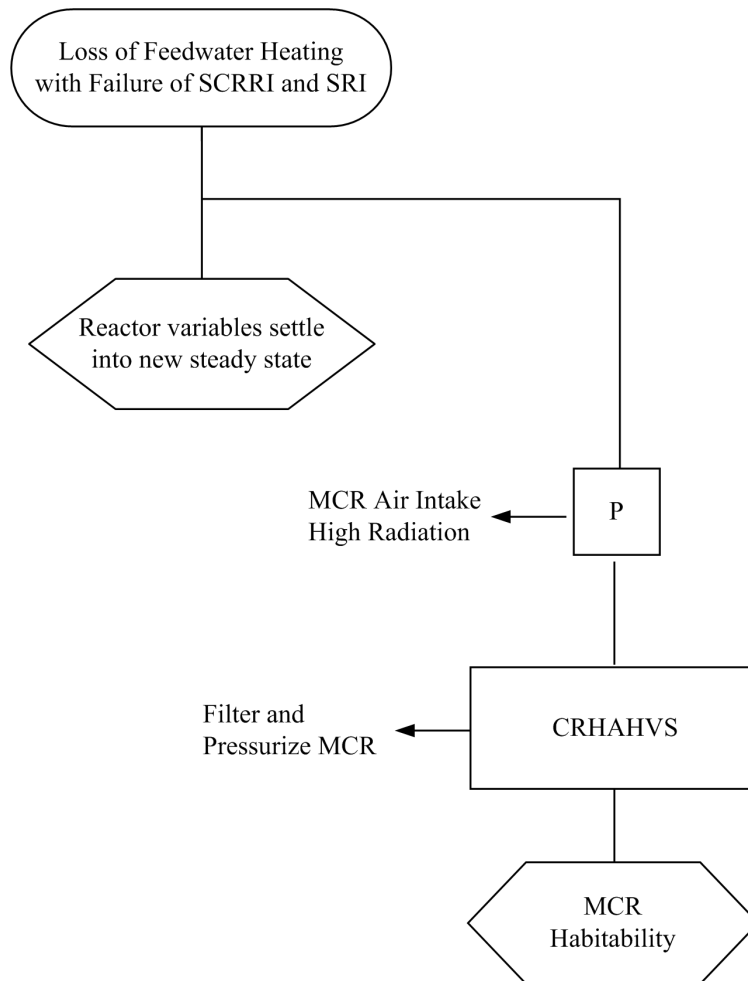 Loss of Feedwater Heating
with Failure of SCRRI and SRI
Reactor variables settle
into new steady state
MCR Air Intake
High Radiation
P
Filter and
Pressurize MCR
CRHAHVS
MCR
Habitability